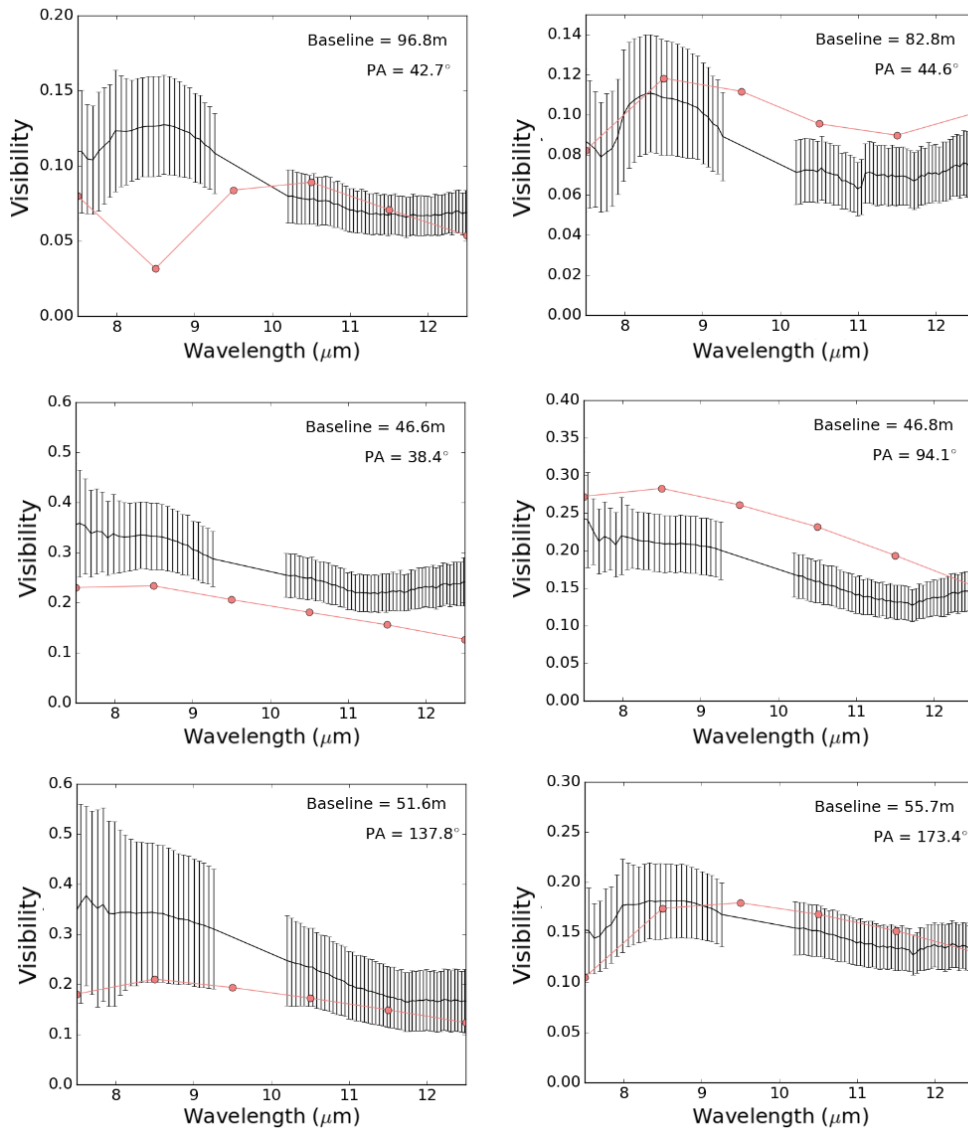 Baseline = 96.8m
PA = 42.7°
0.20
0.15
0.10
0.05
0.00
Visibility
8 9 10 11 12
Wavelength (μm)
Baseline = 82.8m
PA = 44.6°
0.14
0.12
0.10
0.08
0.06
0.04
0.02
0.00
Visibility
8 9 10 11 12
Wavelength (μm)
Baseline = 46.6m
PA = 38.4°
0.6
0.5
0.4
0.3
0.2
0.1
0.0
Visibility
8 9 10 11 12
Wavelength (μm)
Baseline = 46.8m
PA = 94.1°
0.40
0.35
0.30
0.25
0.20
0.15
0.10
0.05
0.00
Visibility
8 9 10 11 12
Wavelength (μm)
Baseline = 51.6m
PA = 137.8°
0.6
0.5
0.4
0.3
0.2
0.1
0.0
Visibility
8 9 10 11 12
Wavelength (μm)
Baseline = 55.7m
PA = 173.4°
0.30
0.25
0.20
0.15
0.10
0.05
0.00
Visibility
8 9 10 11 12
Wavelength (μm)